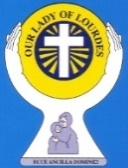 OUR LADY OF LOURDES
ECCE ANCILLA DOMINI